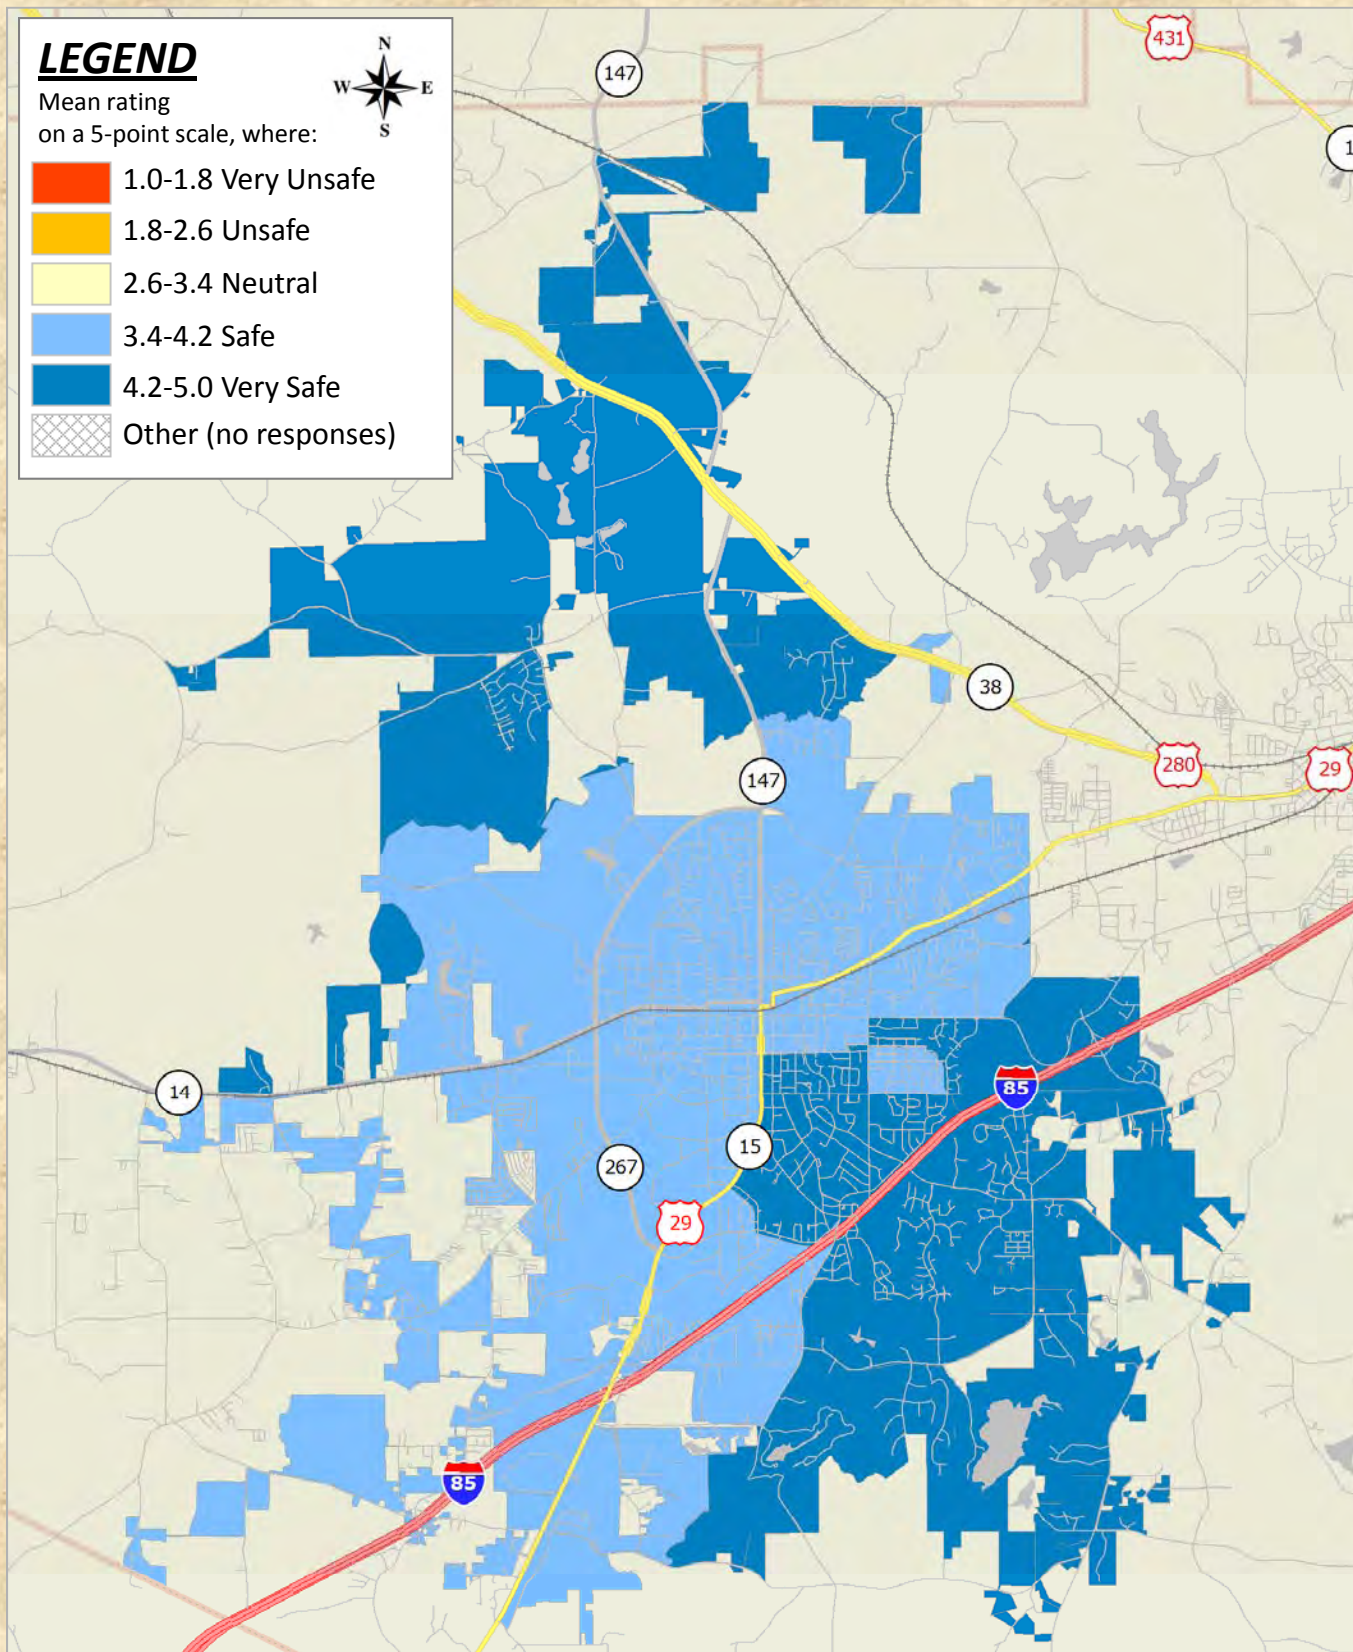 LEGEND
Mean rating
on a 5-point scale, where:
N
W E
S
1.0-1.8 Very Unsafe
1.8-2.6 Unsafe
2.6-3.4 Neutral
3.4-4.2 Safe
4.2-5.0 Very Safe
Other (no responses)
147
431
1
38
280
29
147
14
85
15
267
29
85